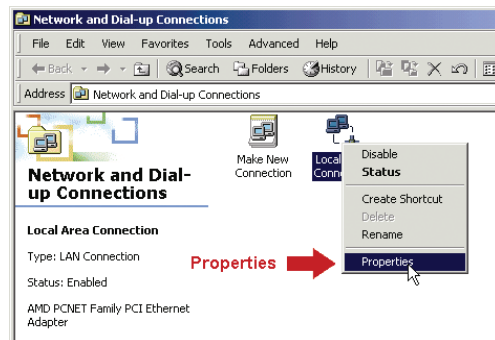 Network and Dial-up Connections
File Edit View Favorites Tools Advanced Help
Back Search Folders History
Address Network and Dial-up Connections
Network and Dial-
up Connections
Local Area Connection
Type: LAN Connection
Status: Enabled
AMD PCNET Family PCI Ethernet
Adapter
Make New
Connection
Local
Conne
Disable
Status
Create Shortcut
Delete
Rename
Properties
Properties